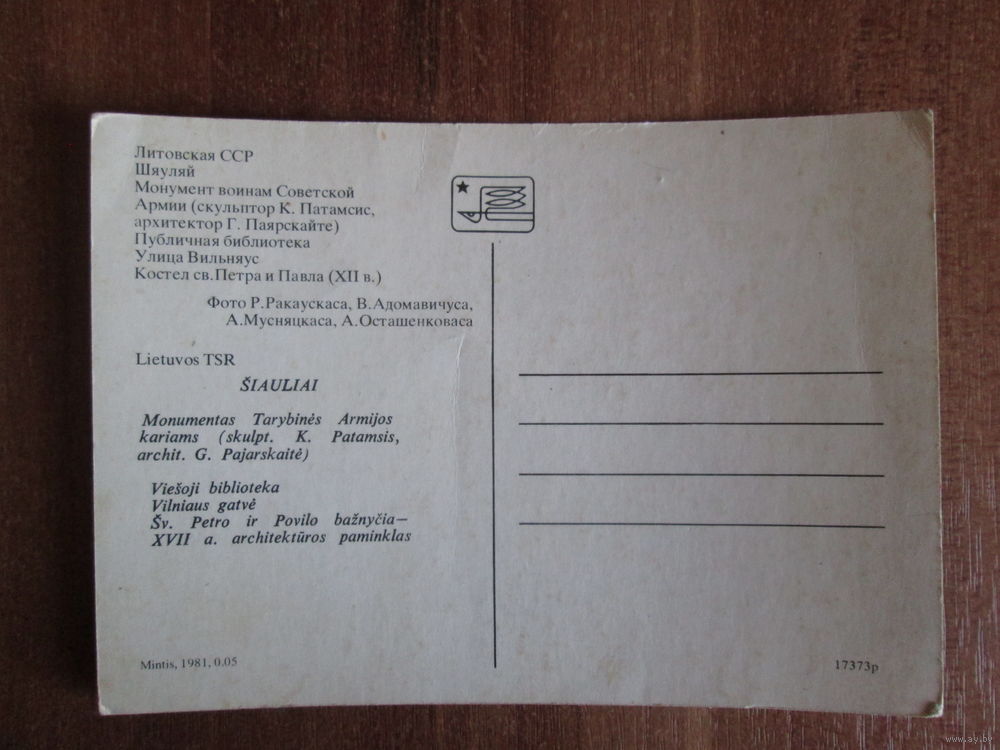 Литовская ССР
Шяуляй
Монумент воинам Советской
Армии (скульптор К. Патамсис,
архитектор Г. Паярскайте)
Публичная библиотека
Улица Вильняус
Костел св.Петра и Павла (XII в.)
Фото Р.Ракаускаса, В.Адомавичуса,
А.Мусняцкаса, А.Осташенковаса
Lietuvos TSR
ŠIAULIAI
Monumentas Tarybinės Armijos
kariams (skulpt. K. Patamsis,
archit. G. Pajarskaitė)
Viešoji biblioteka
Vilniaus gatvė
Šv. Petro ir Povilo bažnyčia—
XVII a. architektūros paminklas
Mintis, 1981, 0.05
17373p
www.ay.by